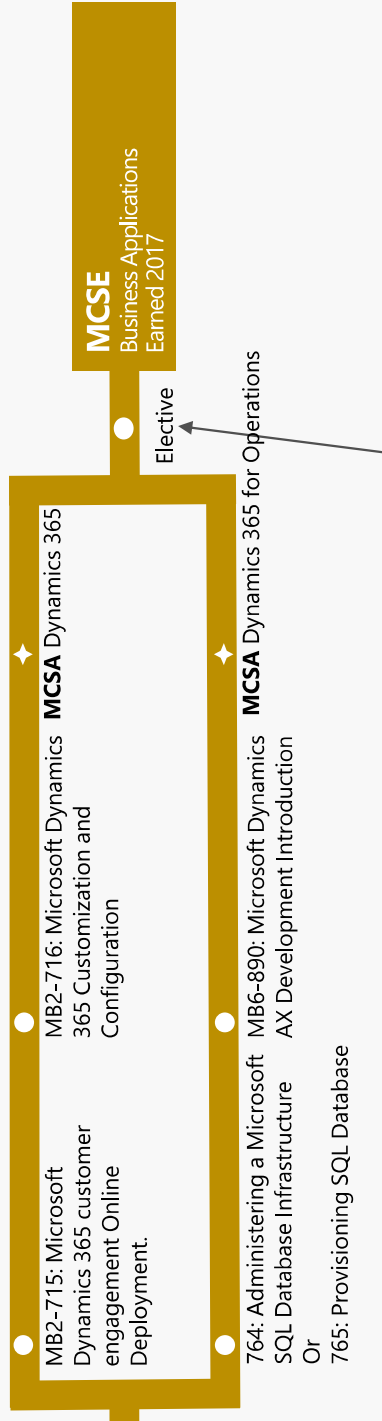 MB2-715: Microsoft
Dynamics 365 customer
engagement Online
Deployment.
MB2-716: Microsoft Dynamics
365 Customization and
Configuration
MCSA Dynamics 365
764: Administering a Microsoft
SQL Database Infrastructure
Or
765: Provisioning SQL Database
MB6-890: Microsoft Dynamics
AX Development Introduction
MCSA Dynamics 365 for Operations
Elective
MCSE
Business Applications
Earned 2017